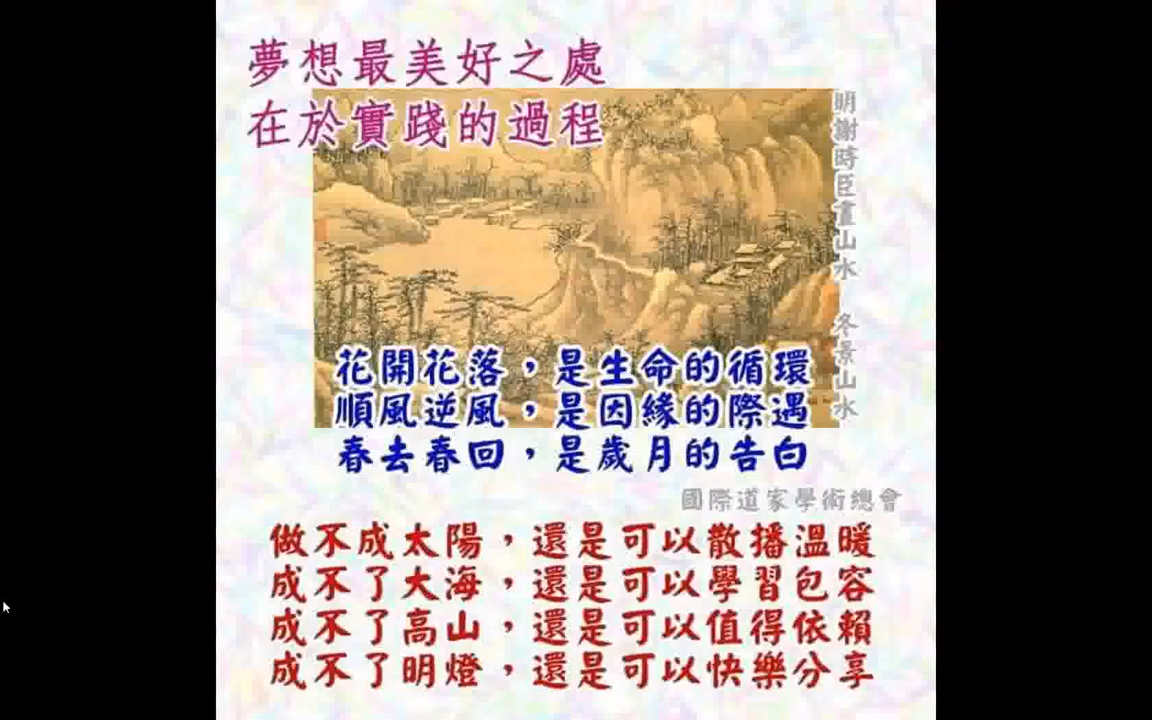 夢想最美好之處
在於實踐的過程
明謝時臣畫山水 冬景山水
花開花落，是生命的循環
順風逆風，是因緣的際遇
春去春回，是歲月的告白
國際道家學術總會
做不成太陽，還是可以散播溫暖
成不了大海，還是可以學習包容
成不了高山，還是可以值得依賴
成不了明燈，還是可以快樂分享